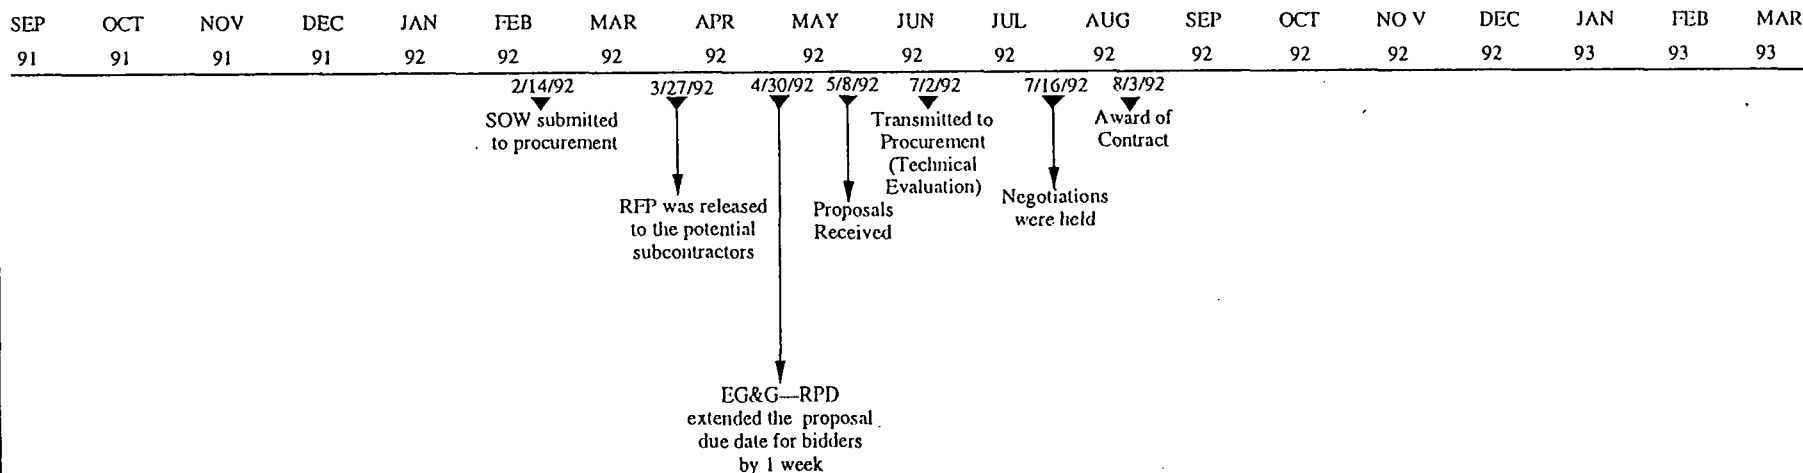 SEP OCT NOV DEC JAN FEB MAR APR MAY JUN JUL AUG SEP OCT NO V DEC JAN FEB MAR
91 91 91 91 92 92 92 92 92 92 92 92 92 92 92 92 93 93 93
2/14/92 3/27/92 4/30/92 5/8/92 7/2/92 7/16/92 8/3/92
SOW submitted
to procurement
RFP was released
to the potential
subcontractors
EG&G—RPD
extended the proposal
due date for bidders
by 1 week
Proposals
Received
Transmitted to
Procurement
(Technical
Evaluation)
Negotiations
were held
Award of
Contract